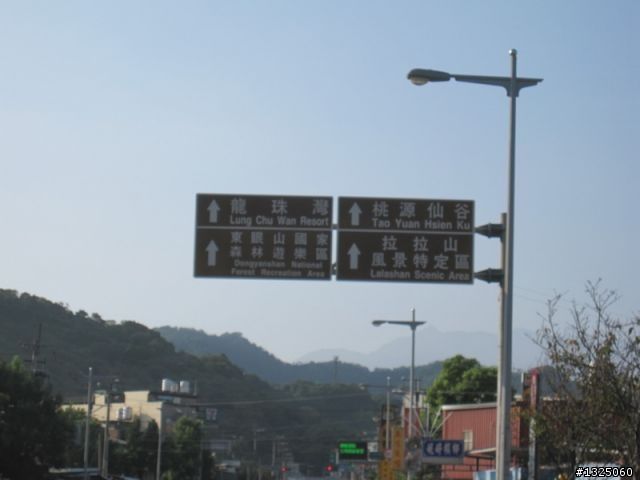 龍珠灣
Lung Chu Wan Resort
東眼山國家
森林遊樂區
Dongyanshan National
Forest Recreation Area
桃源仙谷
Tao Yuan Hsien Ku
拉拉山
風景特定區
Lalashan Scenic Area
#1325060